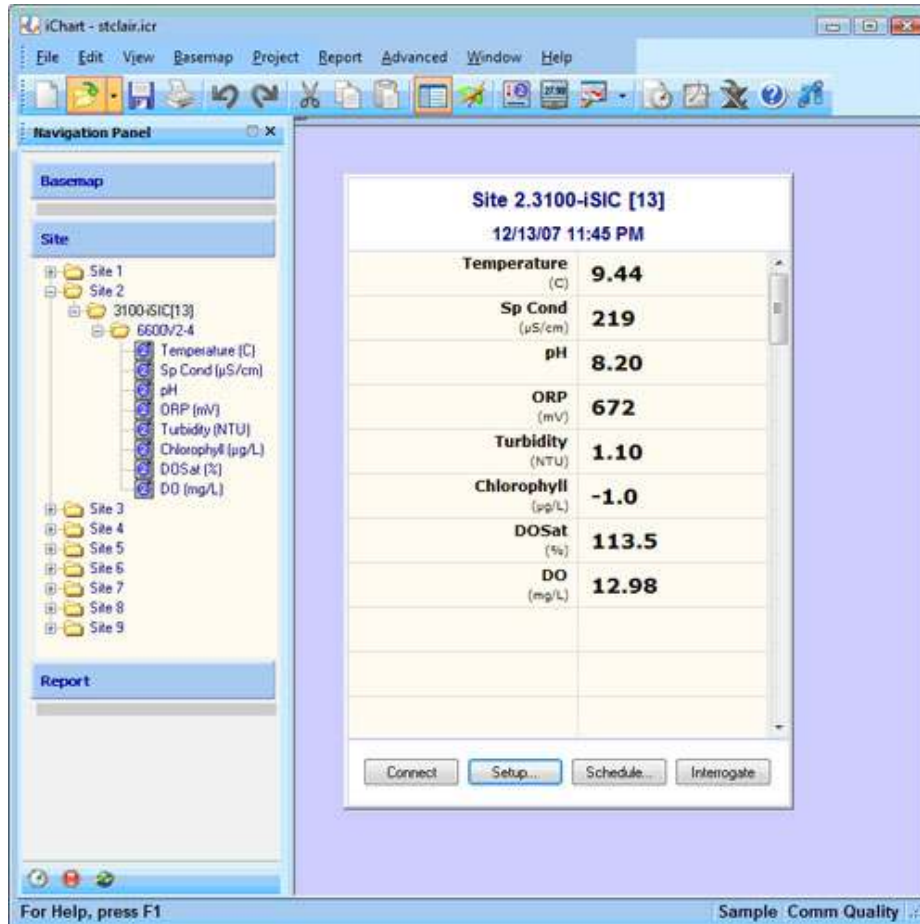 iChart - stclair.icr
File Edit View Basemap Project Report Advanced Window Help
Navigation Panel
Basemap
Site
Site 1
Site 2
3100-iSIC[13]
6600V2-4
Temperature (C)
Sp Cond (µS/cm)
pH
ORP (mV)
Turbidity (NTU)
Chlorophyll (µg/L)
DOSat (%)
DO (mg/L)
Site 3
Site 4
Site 5
Site 6
Site 7
Site 8
Site 9
Report
Site 2.3100-iSIC [13]
12/13/07 11:45 PM
Temperature (C) 9.44
Sp Cond (µS/cm) 219
pH 8.20
ORP (mV) 672
Turbidity (NTU) 1.10
Chlorophyll (µg/L) -1.0
DOSat (%) 113.5
DO (mg/L) 12.98
Connect Setup... Schedule... Interrogate
For Help, press F1 Sample Comm Quality